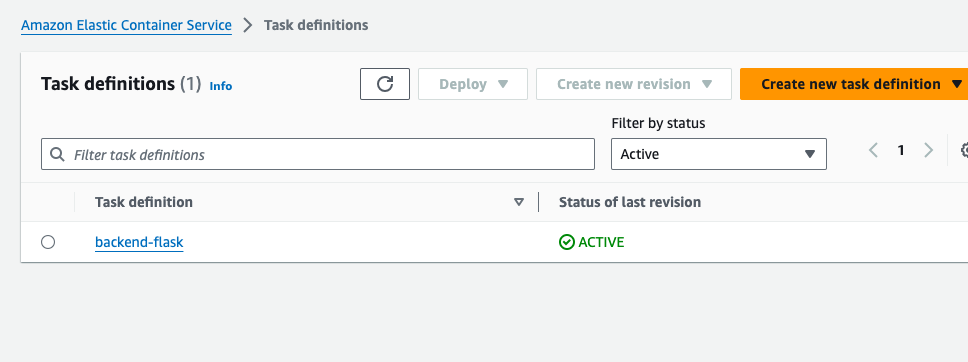 Amazon Elastic Container Service > Task definitions
Task definitions (1) Info
Deploy
Create new revision
Create new task definition
Filter by status
Filter task definitions
Active
1
Task definition
Status of last revision
backend-flask
ACTIVE